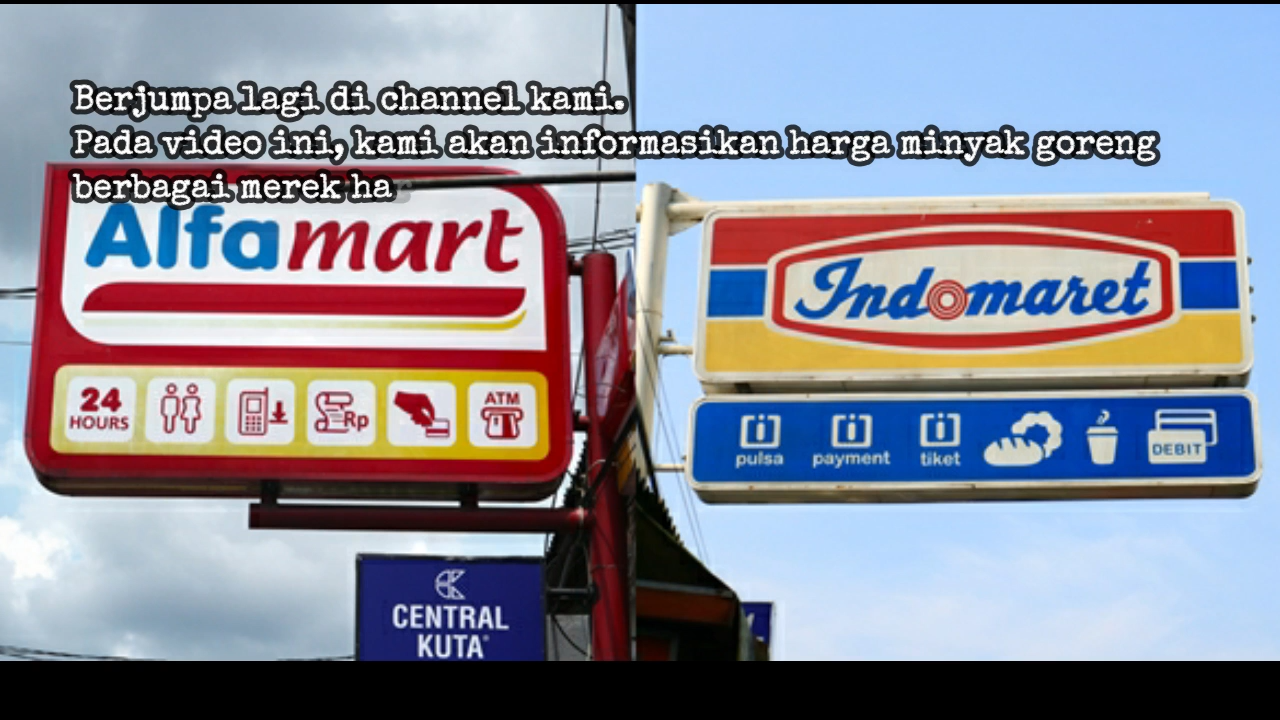 Berjumpa lagi di channel kami.
Pada video ini, kami akan informasikan harga minyak goreng
berbagai merek ha
Alfamart
24
HOURS
Rp
ATM
CENTRAL
KUTA
Indomaret
pulsa
payment
tiket
DEBIT